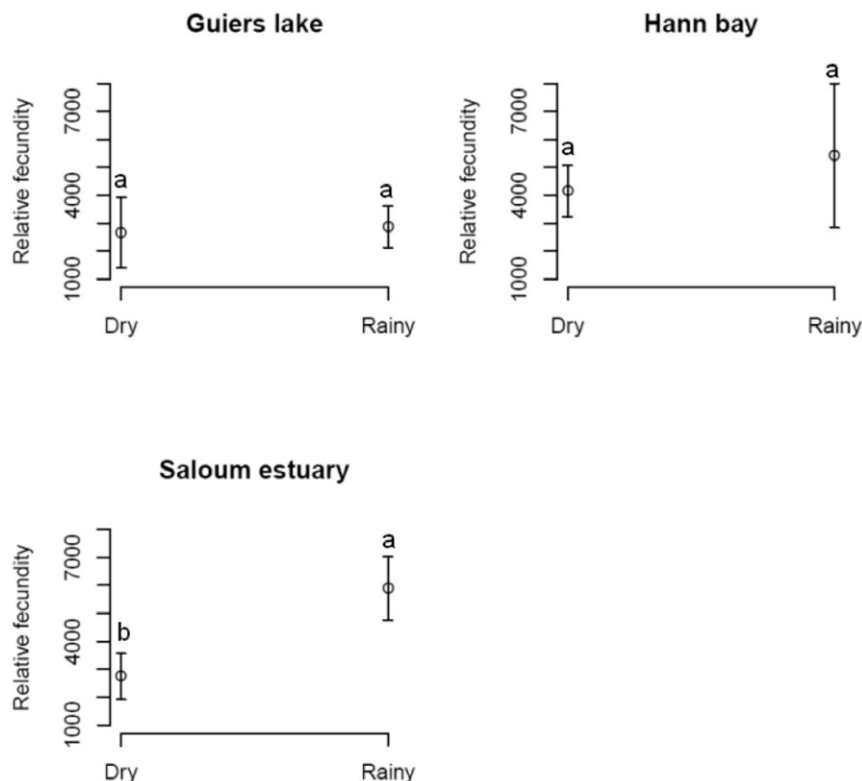 Guiers lake
Relative fecundity
7000
4000
1000
a
a
Dry
Rainy
Hann bay
Relative fecundity
7000
4000
1000
a
a
Dry
Rainy
Saloum estuary
Relative fecundity
7000
4000
1000
b
a
Dry
Rainy